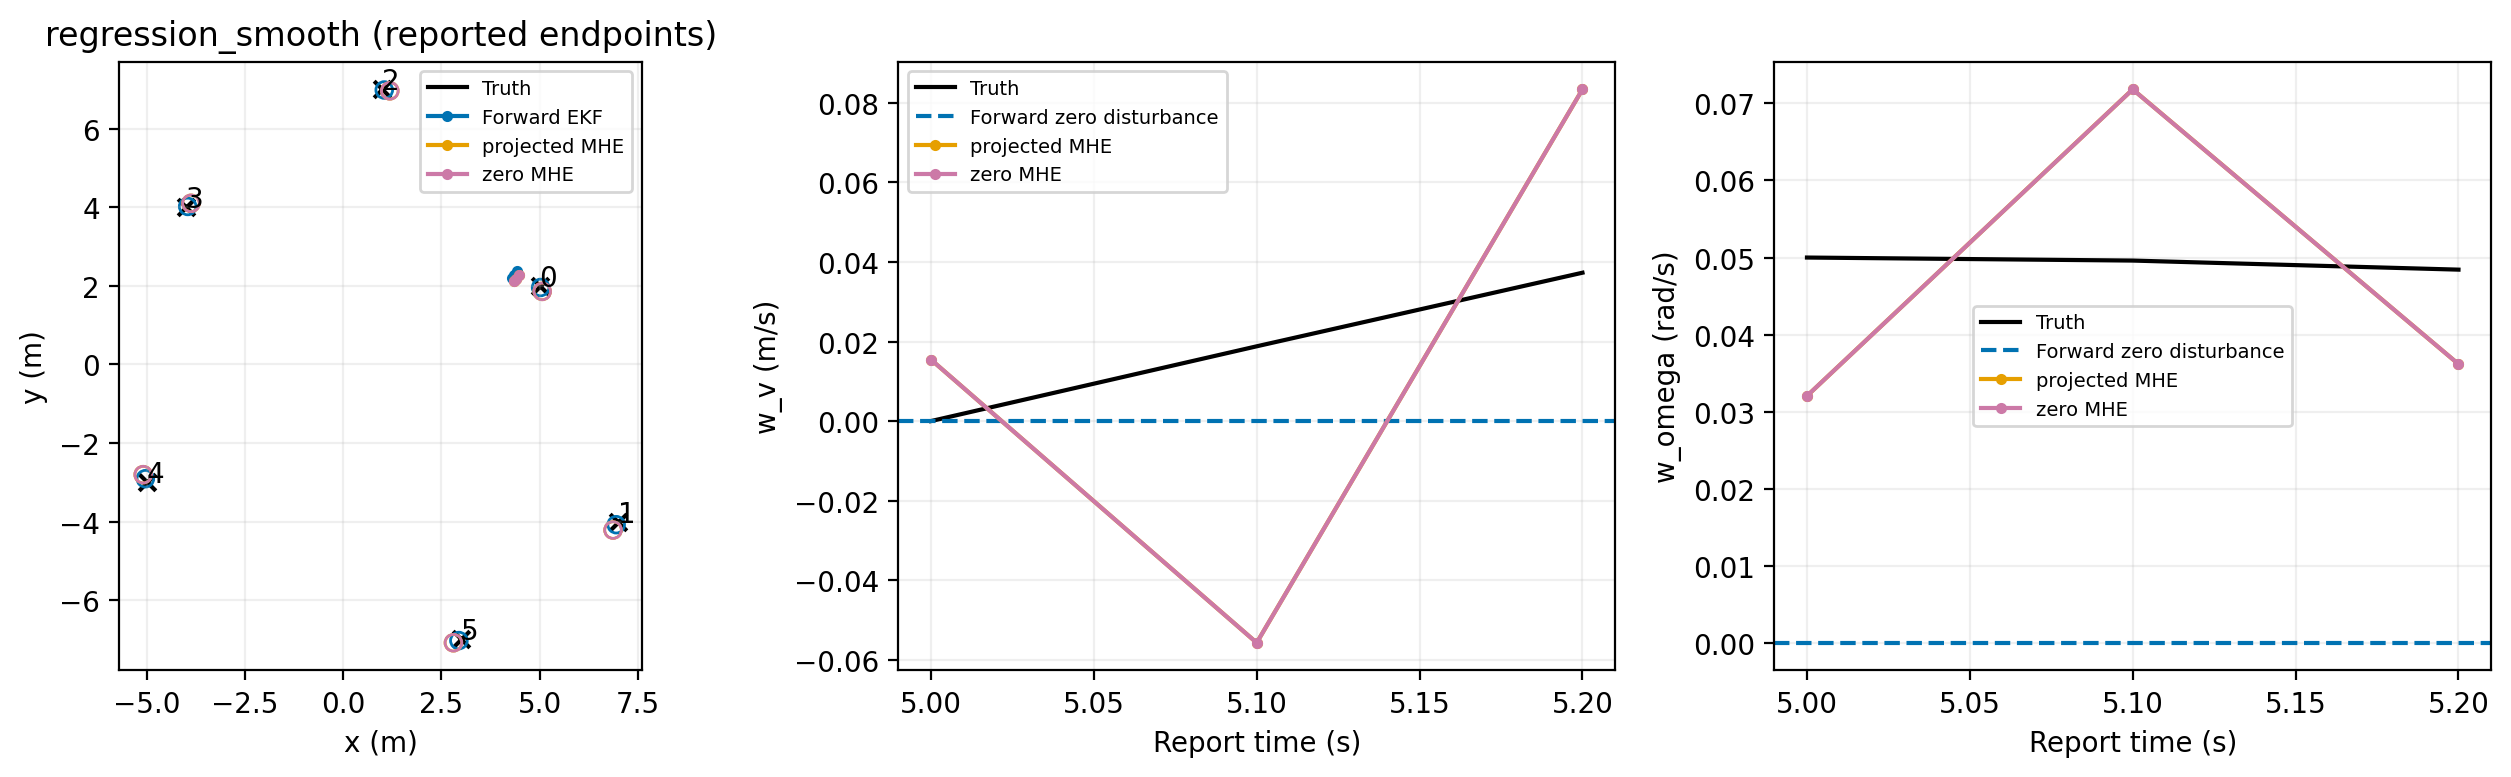 regression_smooth (reported endpoints)
Truth
Forward EKF
projected MHE
zero MHE
2
3
0
4
1
5
6
4
2
0
−2
−4
−6
y (m)
−5.0 −2.5 0.0 2.5 5.0 7.5
x (m)
Truth
Forward zero disturbance
projected MHE
zero MHE
0.08
0.06
0.04
0.02
0.00
−0.02
−0.04
−0.06
w_v (m/s)
5.00 5.05 5.10 5.15 5.20
Report time (s)
Truth
Forward zero disturbance
projected MHE
zero MHE
0.07
0.06
0.05
0.04
0.03
0.02
0.01
0.00
w_omega (rad/s)
5.00 5.05 5.10 5.15 5.20
Report time (s)